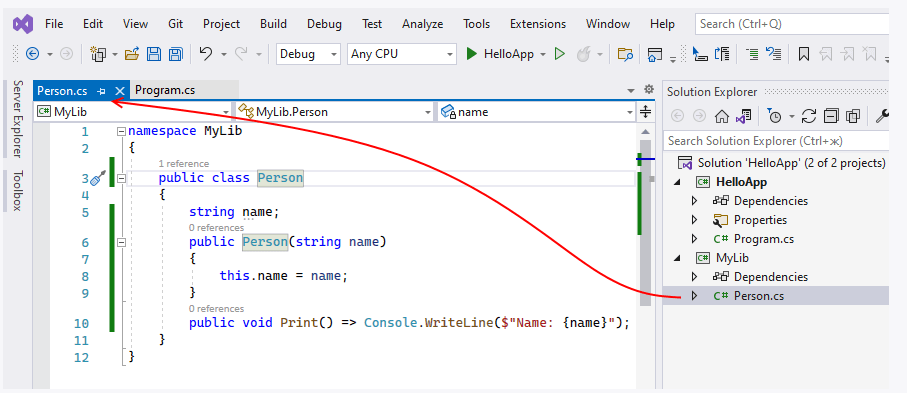 File Edit View Git Project Build Debug Test Analyze Tools Extensions Window Help Search (Ctrl+Q)
Debug Any CPU HelloApp
Server Explorer
Toolbox
Person.cs Program.cs
MyLib MyLib.Person name
1 namespace MyLib
2 {
1 reference
3 public class Person
4 {
5 string name;
0 references
6 public Person(string name)
7 {
8 this.name = name;
9 }
0 references
10 public void Print() => Console.WriteLine($"Name: {name}");
11 }
12 }
Solution Explorer
Search Solution Explorer (Ctrl+ж)
Solution 'HelloApp' (2 of 2 projects)
C# HelloApp
Dependencies
Properties
C# Program.cs
C# MyLib
Dependencies
C# Person.cs